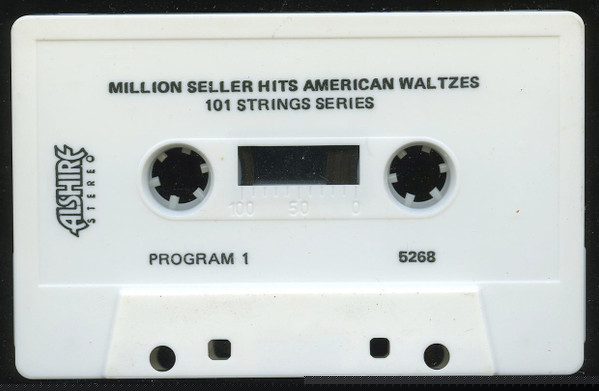 MILLION SELLER HITS AMERICAN WALTZES
101 STRINGS SERIES
ALSHIRE
STEREO
100 50 0
PROGRAM 1
5268